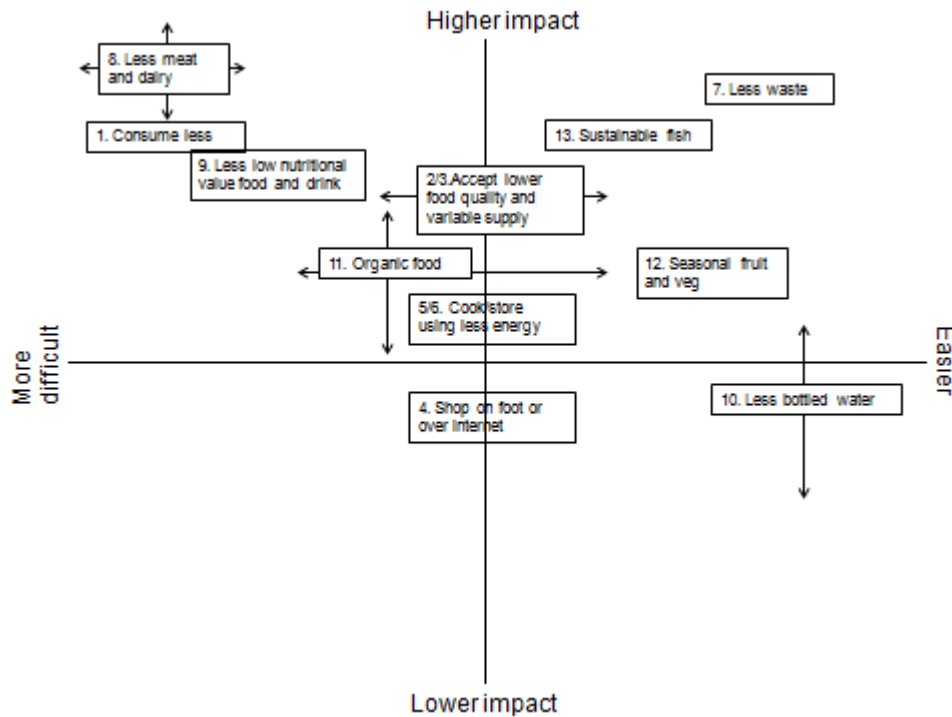 Higher impact
8. Less meat
and dairy
7. Less waste
1. Consume less
13. Sustainable fish
9. Less low nutritional
value food and drink
2/3.Accept lower
food quality and
variable supply
11. Organic food
12. Seasonal fruit
and veg
5/6. Cook/store
using less energy
More
difficult
Easier
4. Shop on foot or
over Internet
10. Less bottled water
Lower impact